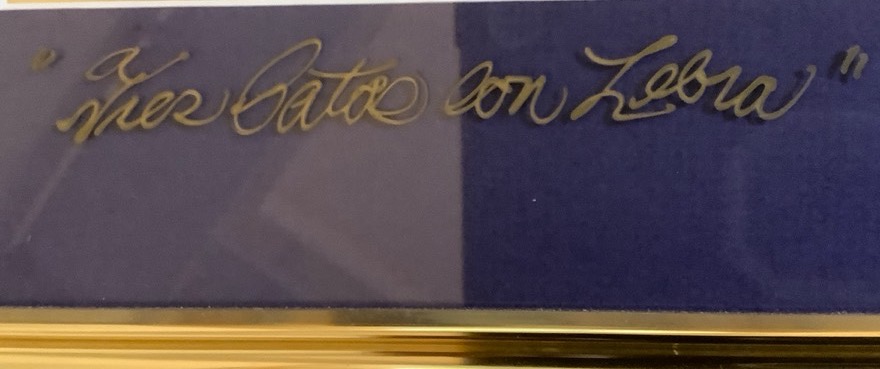 "Tres Gatos con Zebra"